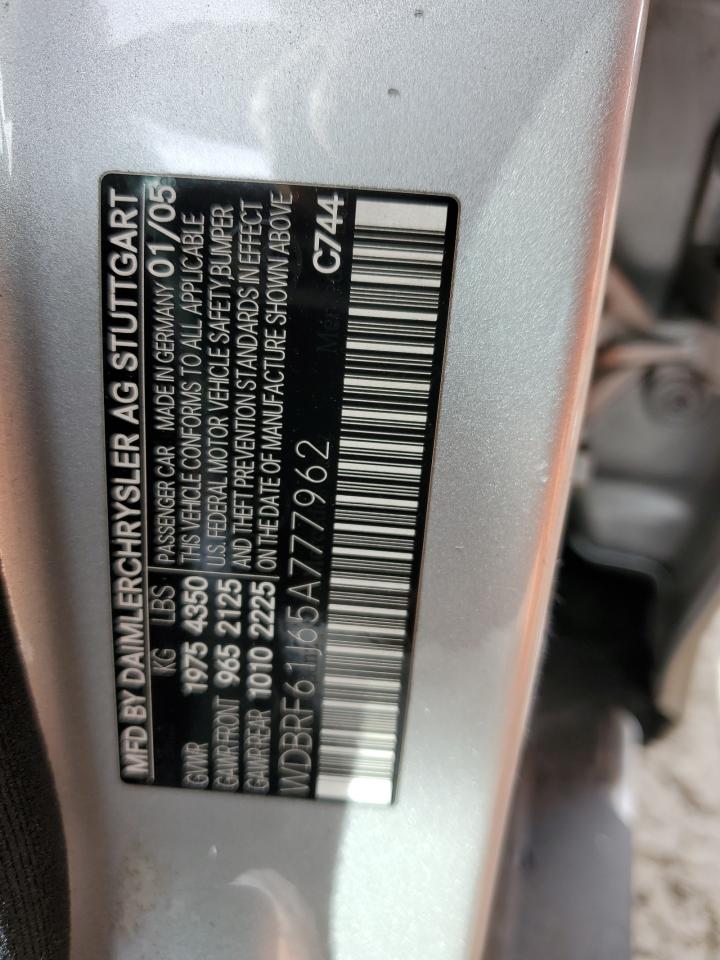 MFD BY DAIMLERCHRYSLER AG STUTTGART
KG LBS PASSENGER CAR MADE IN GERMANY 01/05
GVWR 1975 4350 THIS VEHICLE CONFORMS TO ALL APPLICABLE
U.S. FEDERAL MOTOR VEHICLE SAFETY BUMPER
GAWR FRONT 965 2125 AND THEFT PREVENTION STANDARDS IN EFFECT
GAWR REAR 1010 2225 ON THE DATE OF MANUFACTURE SHOWN ABOVE
WDBRF61J65A777962 C744